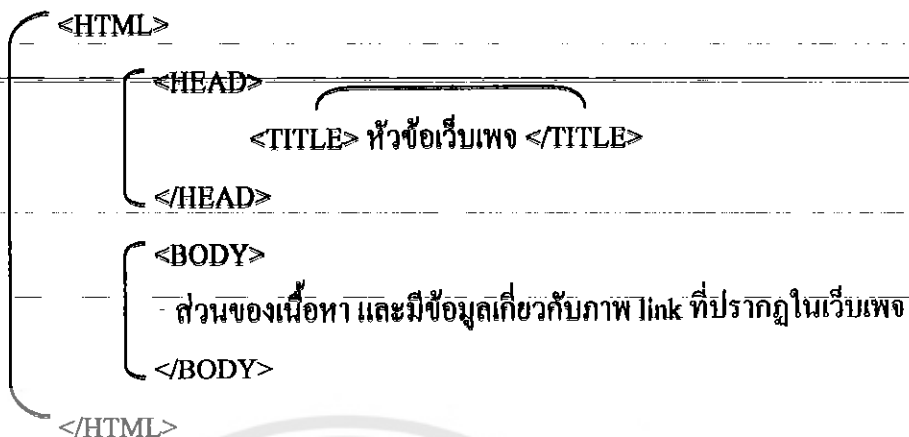 <HTML>
<HEAD>
<TITLE> หัวข้อเว็บเพจ </TITLE>
</HEAD>
<BODY>
ส่วนของเนื้อหา และมีข้อมูลเกี่ยวกับภาพ link ที่ปรากฏในเว็บเพจ
</BODY>
</HTML>